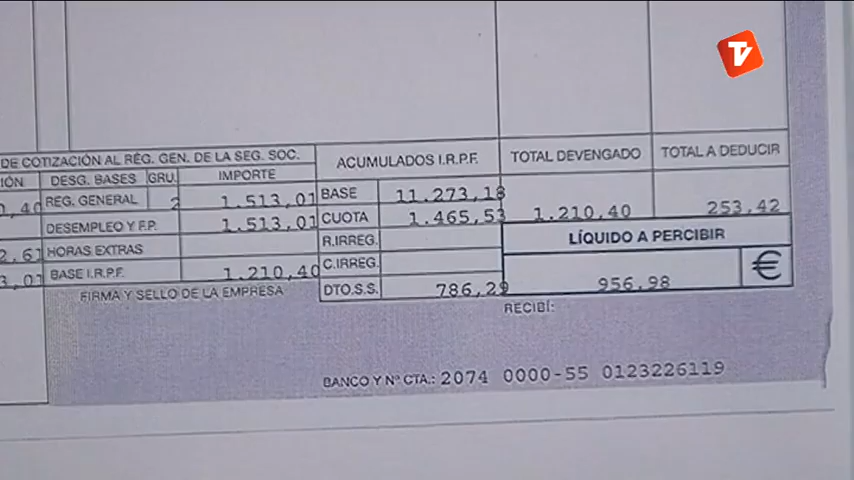 TV
DE COTIZACIÓN AL RÉG. GEN. DE LA SEG. SOC.
ACUMULADOS I.R.P.F.
TOTAL DEVENGADO
TOTAL A DEDUCIR
IÓN DESG. BASES GRU. IMPORTE
REG. GENERAL 2 1.513,01
BASE 11.273,18
DESEMPLEO Y F.P. 1.513,01
CUOTA 1.465,53
1.210,40
253,42
HORAS EXTRAS
R.IRREG.
LÍQUIDO A PERCIBIR
BASE I.R.P.F. 1.210,40
C.IRREG.
€
FIRMA Y SELLO DE LA EMPRESA
DTO.S.S. 786,29
956,98
RECIBÍ:
BANCO Y Nº CTA.: 2074 0000-55 0123226119